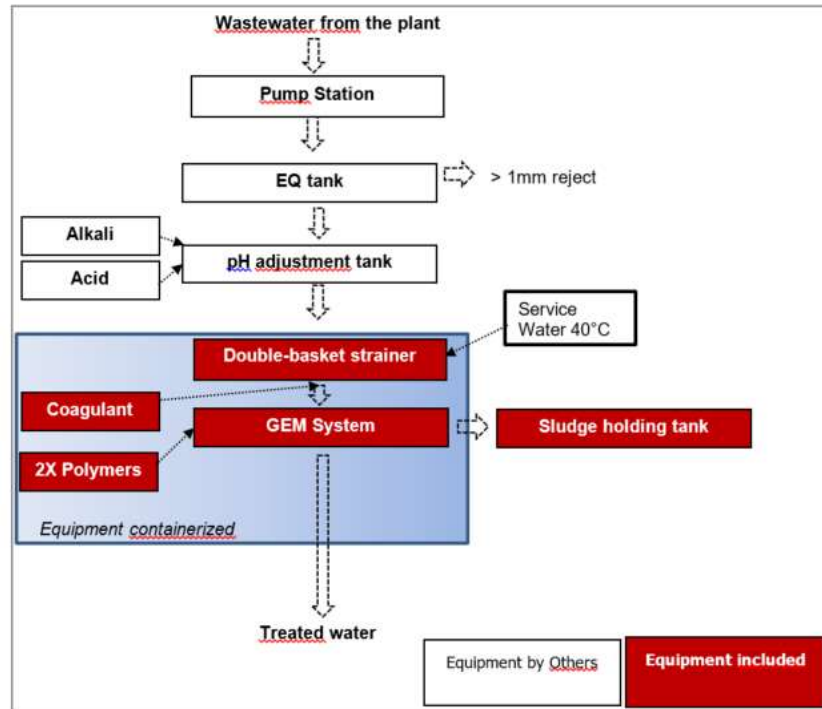 Wastewater from the plant
Pump Station
EQ tank
> 1mm reject
Alkali
Acid
pH adjustment tank
Service
Water 40°C
Double-basket strainer
Coagulant
GEM System
Sludge holding tank
2X Polymers
Equipment containerized
Treated water
Equipment by Others
Equipment included